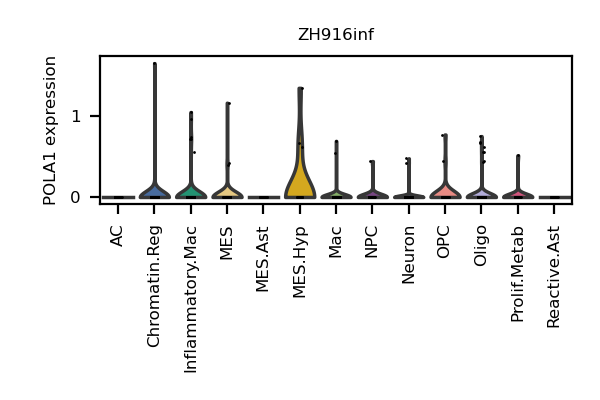 ZH916inf
POLA1 expression
1
0
AC
Chromatin.Reg
Inflammatory.Mac
MES
MES.Ast
MES.Hyp
Mac
NPC
Neuron
OPC
Oligo
Prolif.Metab
Reactive.Ast